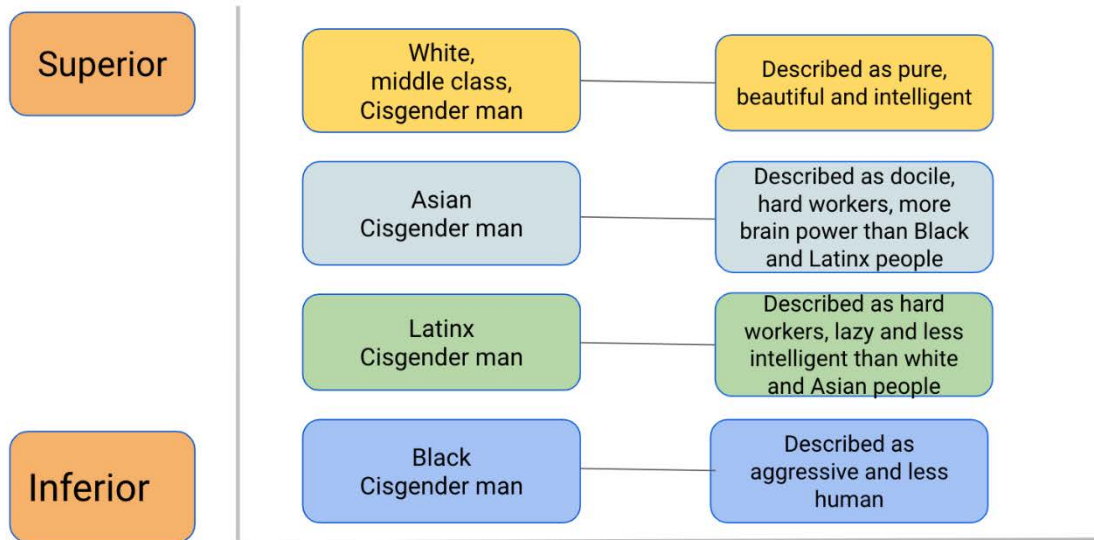 Superior
White,
middle class,
Cisgender man
Described as pure,
beautiful and intelligent
Asian
Cisgender man
Described as docile,
hard workers, more
brain power than Black
and Latinx people
Latinx
Cisgender man
Described as hard
workers, lazy and less
intelligent than white
and Asian people
Inferior
Black
Cisgender man
Described as
aggressive and less
human